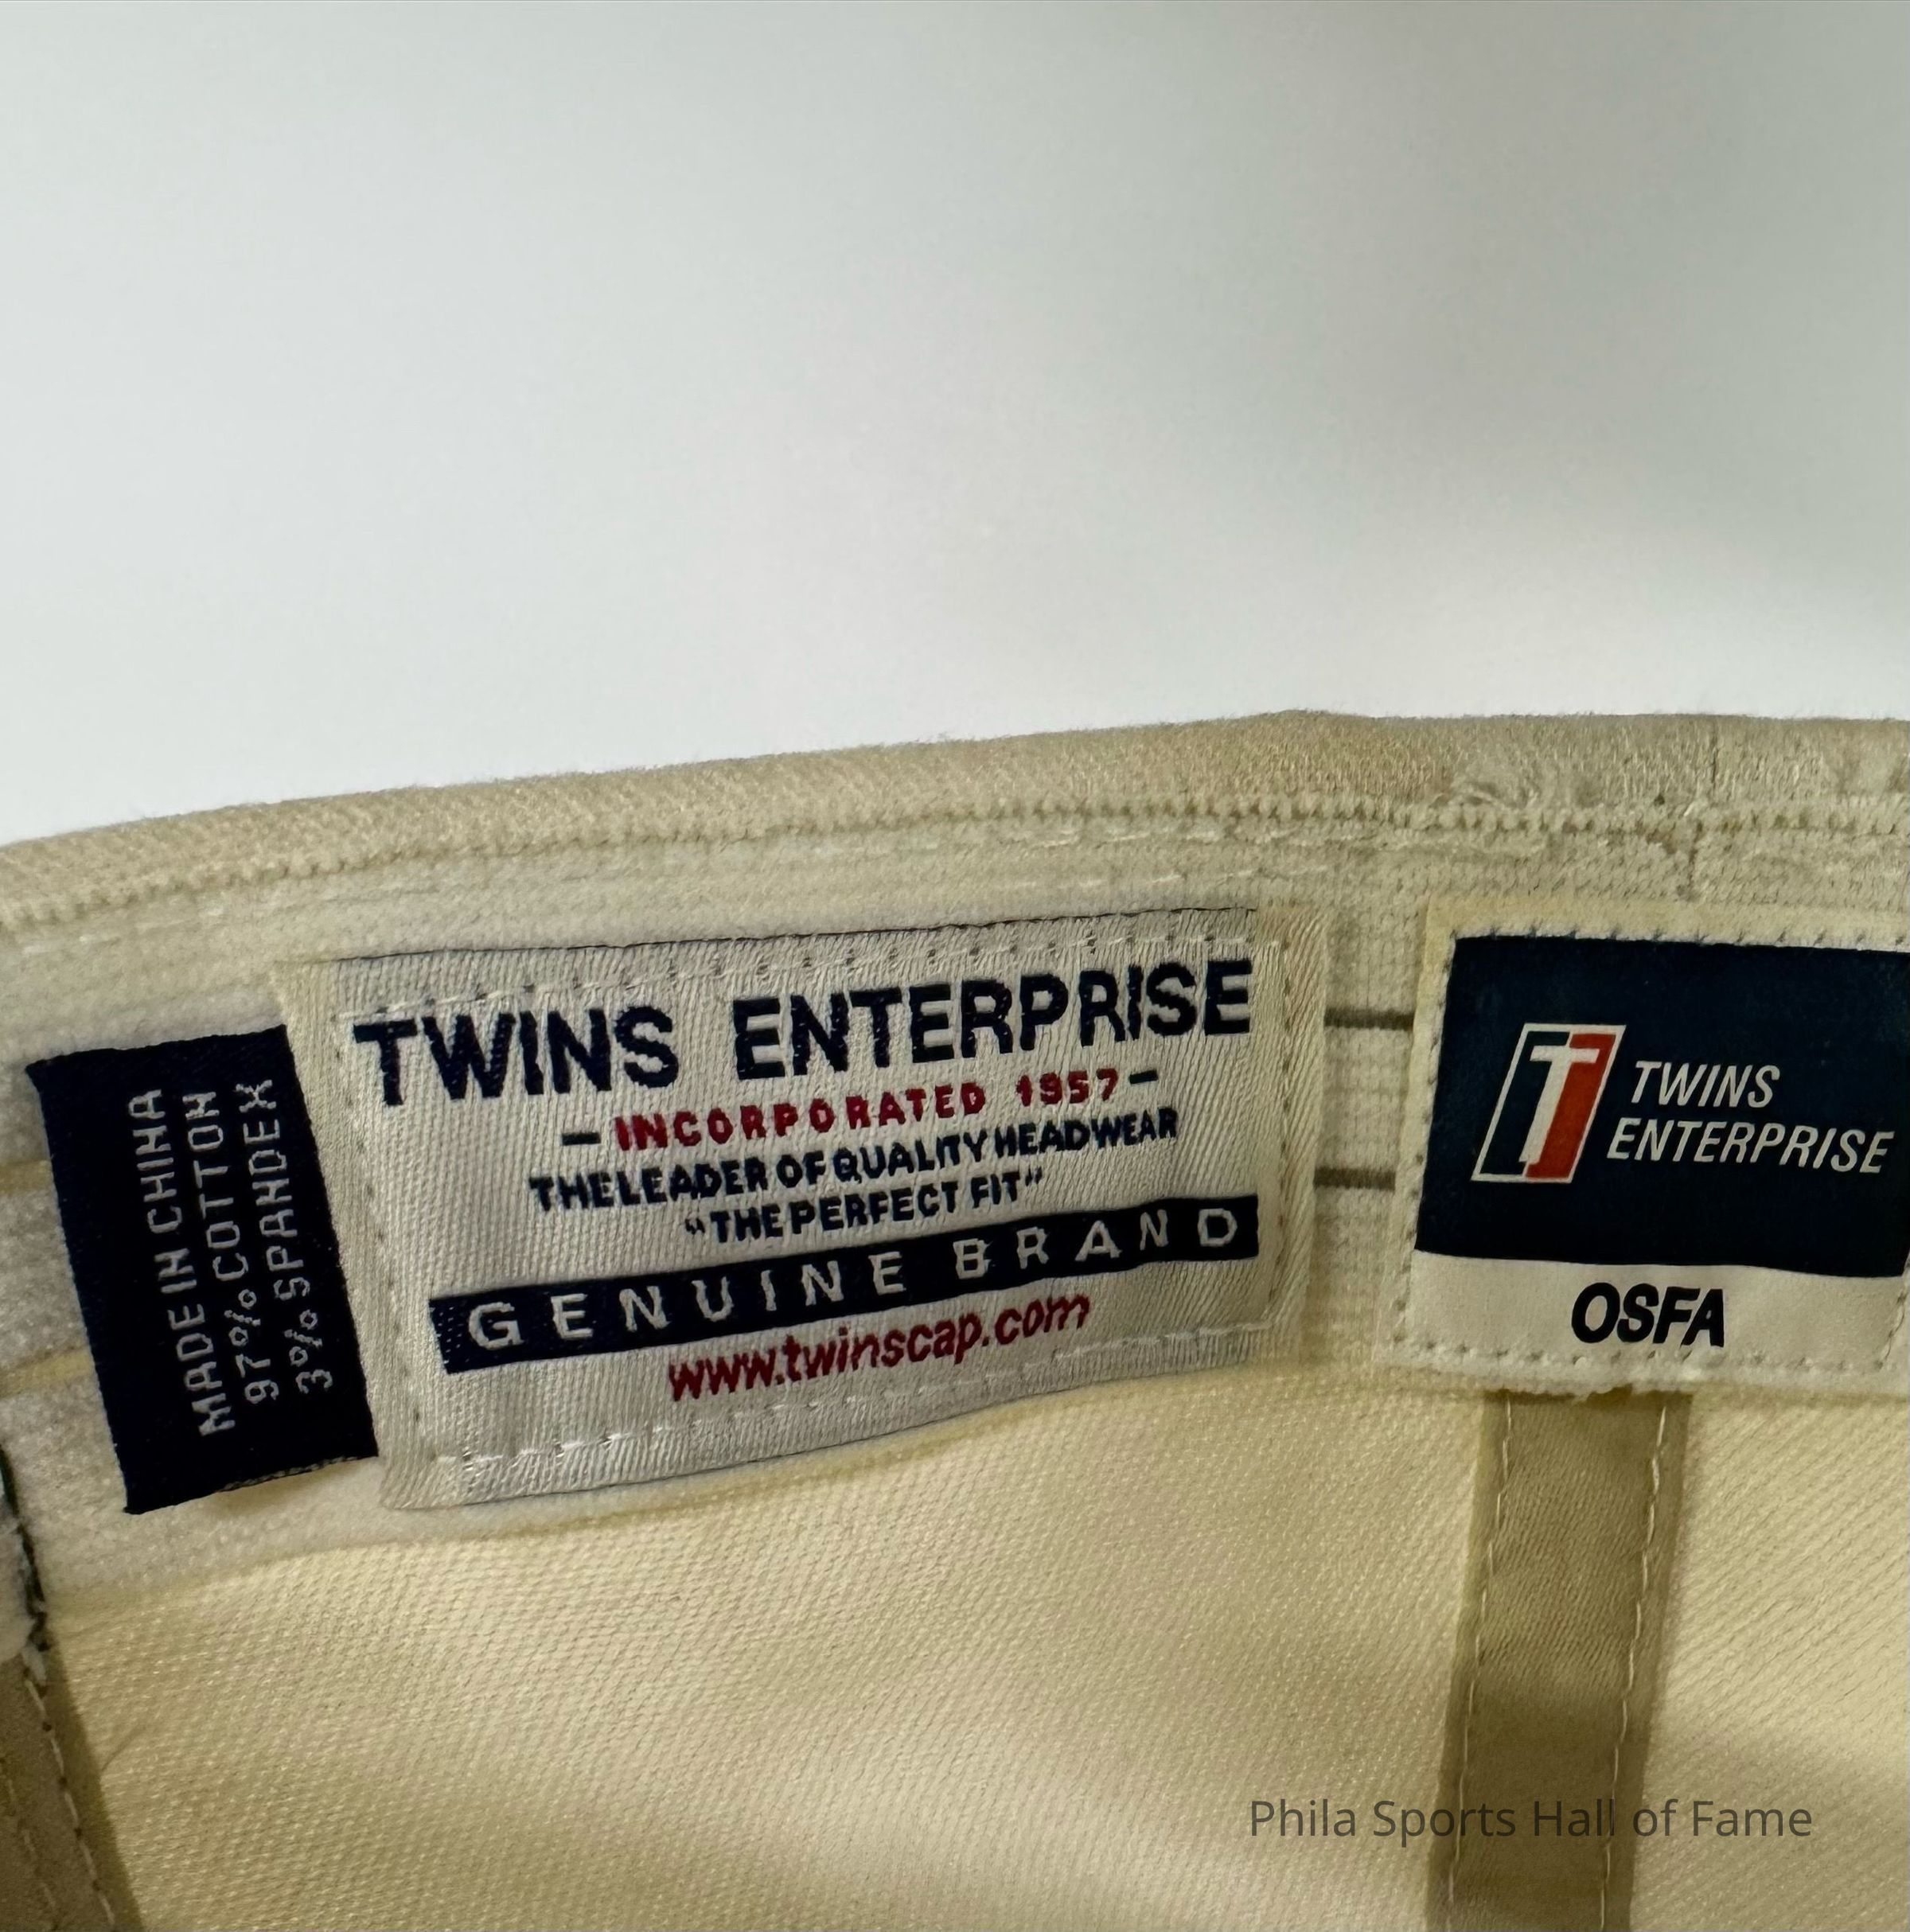 MADE IN CHINA
97% COTTON
3% SPANDEX
TWINS ENTERPRISE
– INCORPORATED 1957 –
THE LEADER OF QUALITY HEADWEAR
"THE PERFECT FIT"
GENUINE BRAND
www.twinscap.com
TWINS
ENTERPRISE
OSFA
Phila Sports Hall of Fame